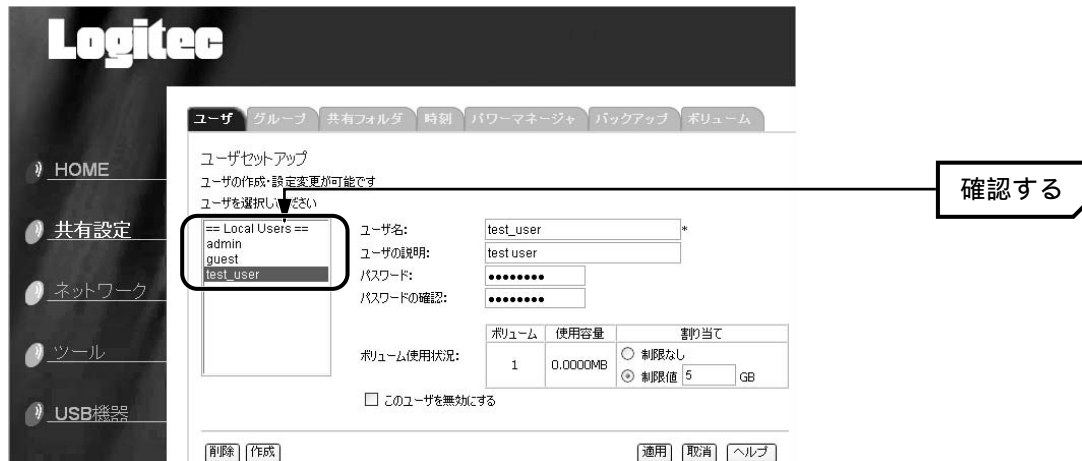 Logitec
ユーザ グループ 共有フォルダ 時刻 パワーマネージャ バックアップ ボリューム
HOME
共有設定
ネットワーク
ツール
USB機器
ユーザセットアップ
ユーザの作成・設定変更が可能です
ユーザを選択してください
確認する
== Local Users ==
admin
guest
test_user
ユーザ名: test_user *
ユーザの説明: test user
パスワード: ●●●●●●●●
パスワードの確認: ●●●●●●●●
ボリューム使用状況:
ボリューム 使用容量 割り当て
1 0.0000MB 制限なし
制限値 5 GB
このユーザを無効にする
削除 作成 適用 取消 ヘルプ